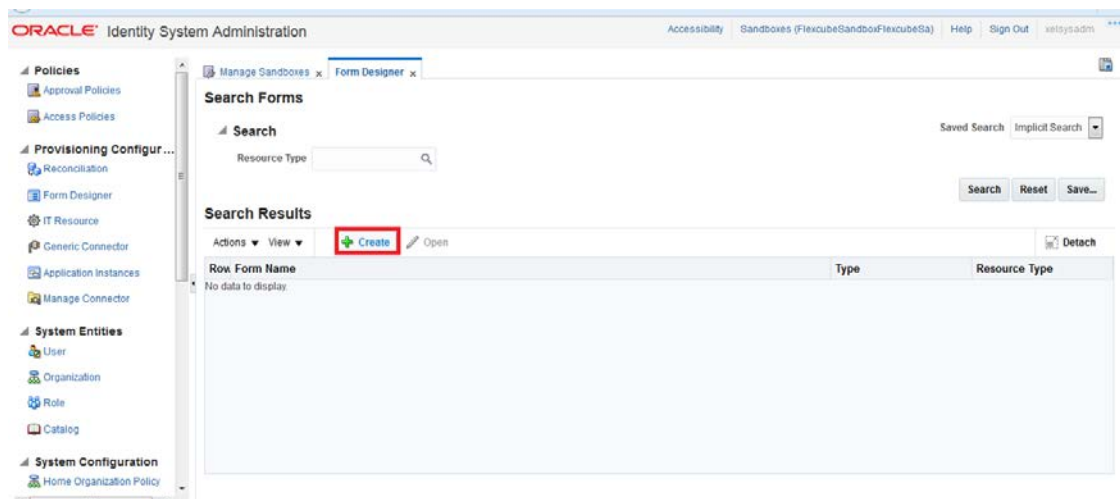 ORACLE® Identity System Administration
Accessibility Sandboxes (FlexcubeSandboxFlexcubeSa) Help Sign Out xelsysadm
Policies
Approval Policies
Access Policies
Provisioning Configur...
Reconciliation
Form Designer
IT Resource
Generic Connector
Application Instances
Manage Connector
System Entities
User
Organization
Role
Catalog
System Configuration
Home Organization Policy
Manage Sandboxes x Form Designer x
Search Forms
Search
Saved Search Implicit Search
Resource Type
Search Reset Save...
Search Results
Actions View Create Open Detach
Row Form Name Type Resource Type
No data to display.